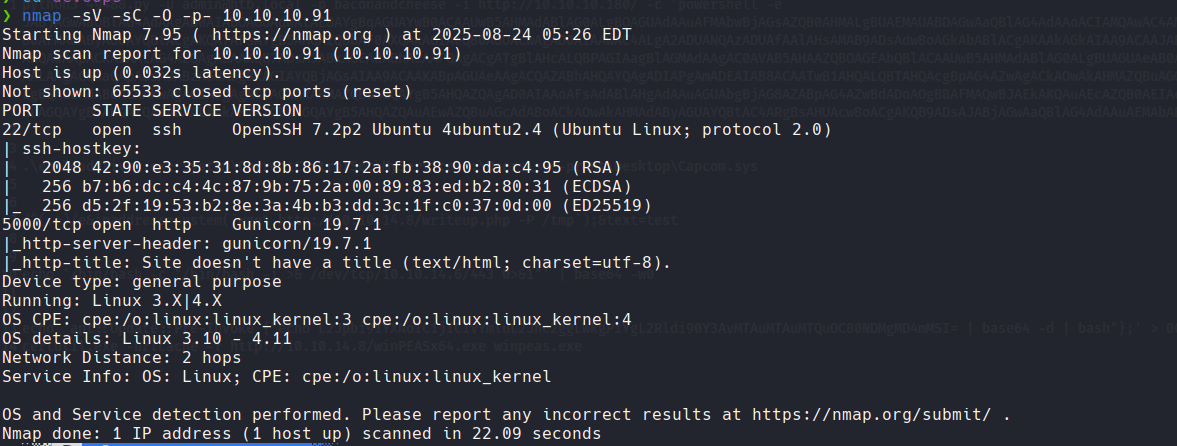 ❯ nmap -sV -sC -O -p- 10.10.10.91
Starting Nmap 7.95 ( https://nmap.org ) at 2025-08-24 05:26 EDT
Nmap scan report for 10.10.10.91 (10.10.10.91)
Host is up (0.032s latency).
Not shown: 65533 closed tcp ports (reset)
PORT     STATE SERVICE VERSION
22/tcp   open  ssh     OpenSSH 7.2p2 Ubuntu 4ubuntu2.4 (Ubuntu Linux; protocol 2.0)
| ssh-hostkey:
|   2048 42:90:e3:35:31:8d:8b:86:17:2a:fb:38:90:da:c4:95 (RSA)
|   256 b7:b6:dc:c4:4c:87:9b:75:2a:00:89:83:ed:b2:80:31 (ECDSA)
|_  256 d5:2f:19:53:b2:8e:3a:4b:b3:dd:3c:1f:c0:37:0d:00 (ED25519)
5000/tcp open  http    Gunicorn 19.7.1
|_http-server-header: gunicorn/19.7.1
|_http-title: Site doesn't have a title (text/html; charset=utf-8).
Device type: general purpose
Running: Linux 3.X|4.X
OS CPE: cpe:/o:linux:linux_kernel:3 cpe:/o:linux:linux_kernel:4
OS details: Linux 3.10 - 4.11
Network Distance: 2 hops
Service Info: OS: Linux; CPE: cpe:/o:linux:linux_kernel

OS and Service detection performed. Please report any incorrect results at https://nmap.org/submit/ .
Nmap done: 1 IP address (1 host up) scanned in 22.09 seconds